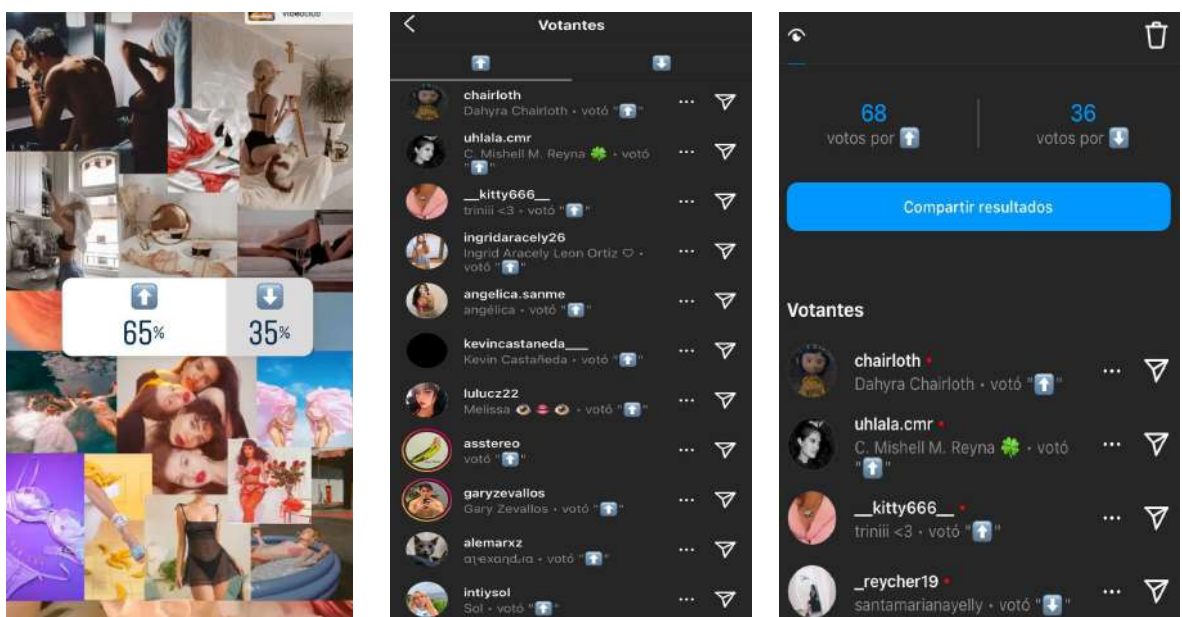 videoclub
⬆️ ⬇️
65% 35%
Votantes
⬆️ ⬇️
chairloth
Dahyra Chairloth • votó "⬆️"
uhlala.cmr
C. Mishell M. Reyna 🍀 • votó
"⬆️"
__kitty666__
triniii <3 • votó "⬆️"
ingridaracely26
Ingrid Aracely Leon Ortiz ♡ •
votó "⬆️"
angelica.sanme
angélica • votó "⬆️"
kevincastaneda___
Kevin Castañeda • votó "⬆️"
lulucz22
Melissa 👁️👄👁️ • votó "⬆️"
asstereo
votó "⬆️"
garyzevallos
Gary Zevallos • votó "⬆️"
alemarxz
votó "⬆️"
intiysol
Sol • votó "⬆️"
68 36
votos por ⬆️ votos por ⬇️
Compartir resultados
Votantes
chairloth
Dahyra Chairloth • votó "⬆️"
uhlala.cmr
C. Mishell M. Reyna 🍀 • votó
"⬆️"
__kitty666__
triniii <3 • votó "⬆️"
_reycher19
santamarianayelly • votó "⬇️"